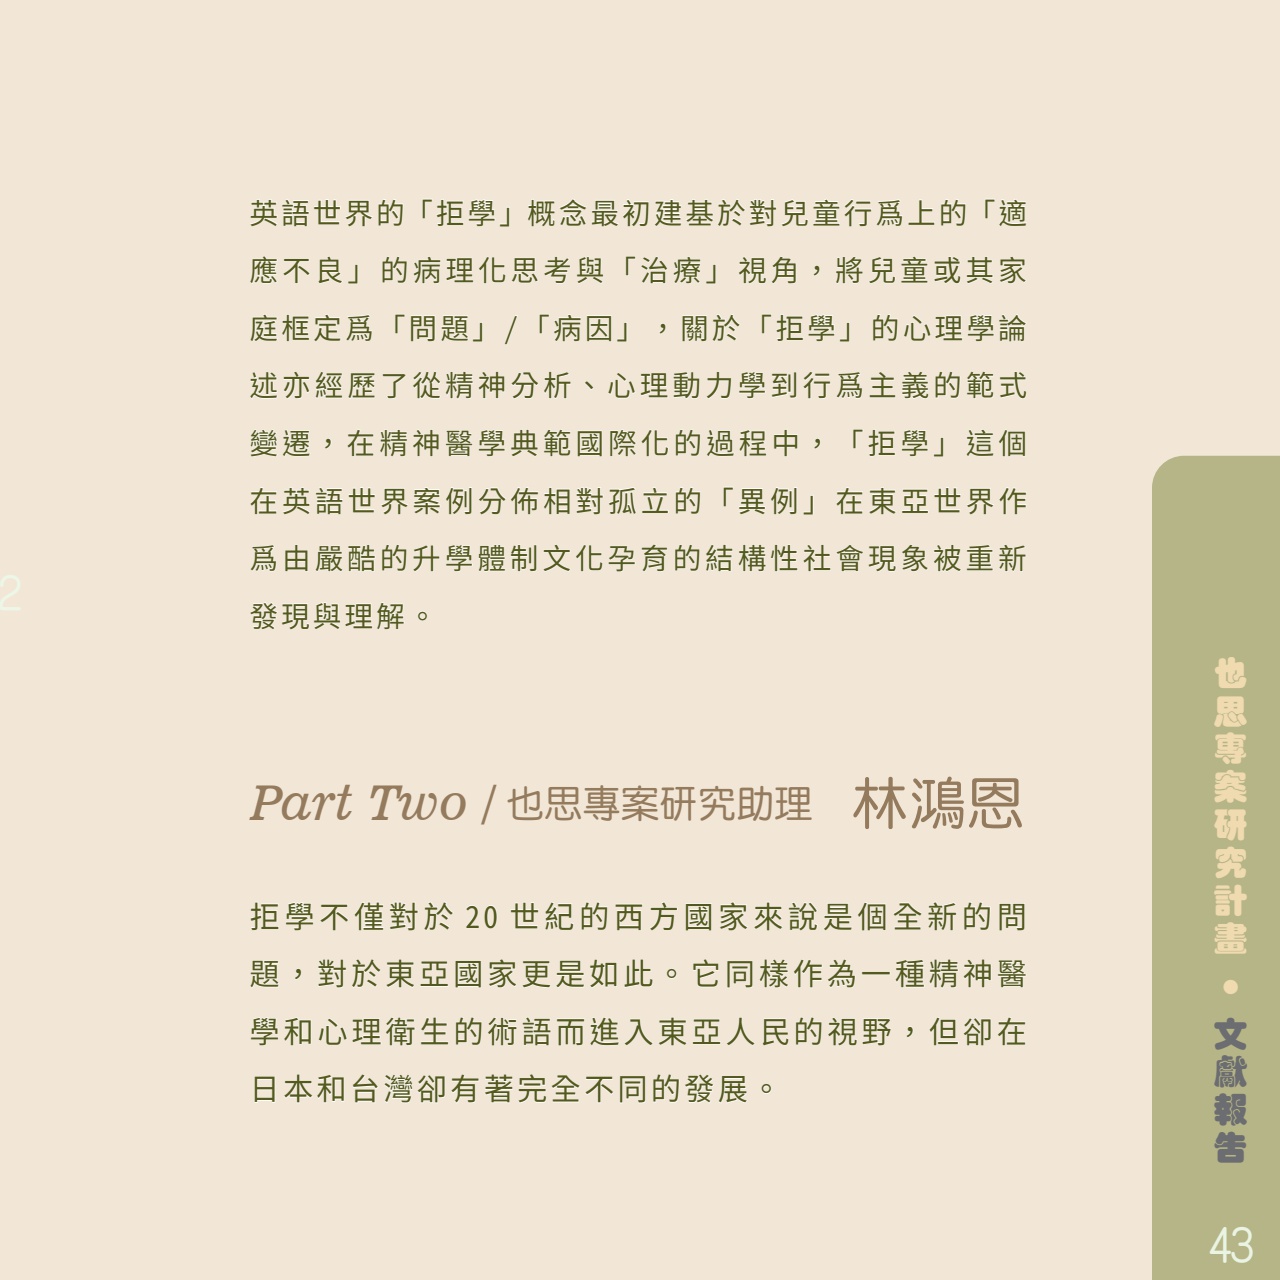 英語世界的「拒學」概念最初建基於對兒童行爲上的「適
應不良」的病理化思考與「治療」視角，將兒童或其家
庭框定爲「問題」/「病因」，關於「拒學」的心理學論
述亦經歷了從精神分析、心理動力學到行爲主義的範式
變遷，在精神醫學典範國際化的過程中，「拒學」這個
在英語世界案例分佈相對孤立的「異例」在東亞世界作
爲由嚴酷的升學體制文化孕育的結構性社會現象被重新
發現與理解。
2
Part Two / 也思專案研究助理 林鴻恩
拒學不僅對於 20 世紀的西方國家來說是個全新的問
題，對於東亞國家更是如此。它同樣作為一種精神醫
學和心理衛生的術語而進入東亞人民的視野，但卻在
日本和台灣卻有著完全不同的發展。
也思專案研究計畫•文獻報告
43